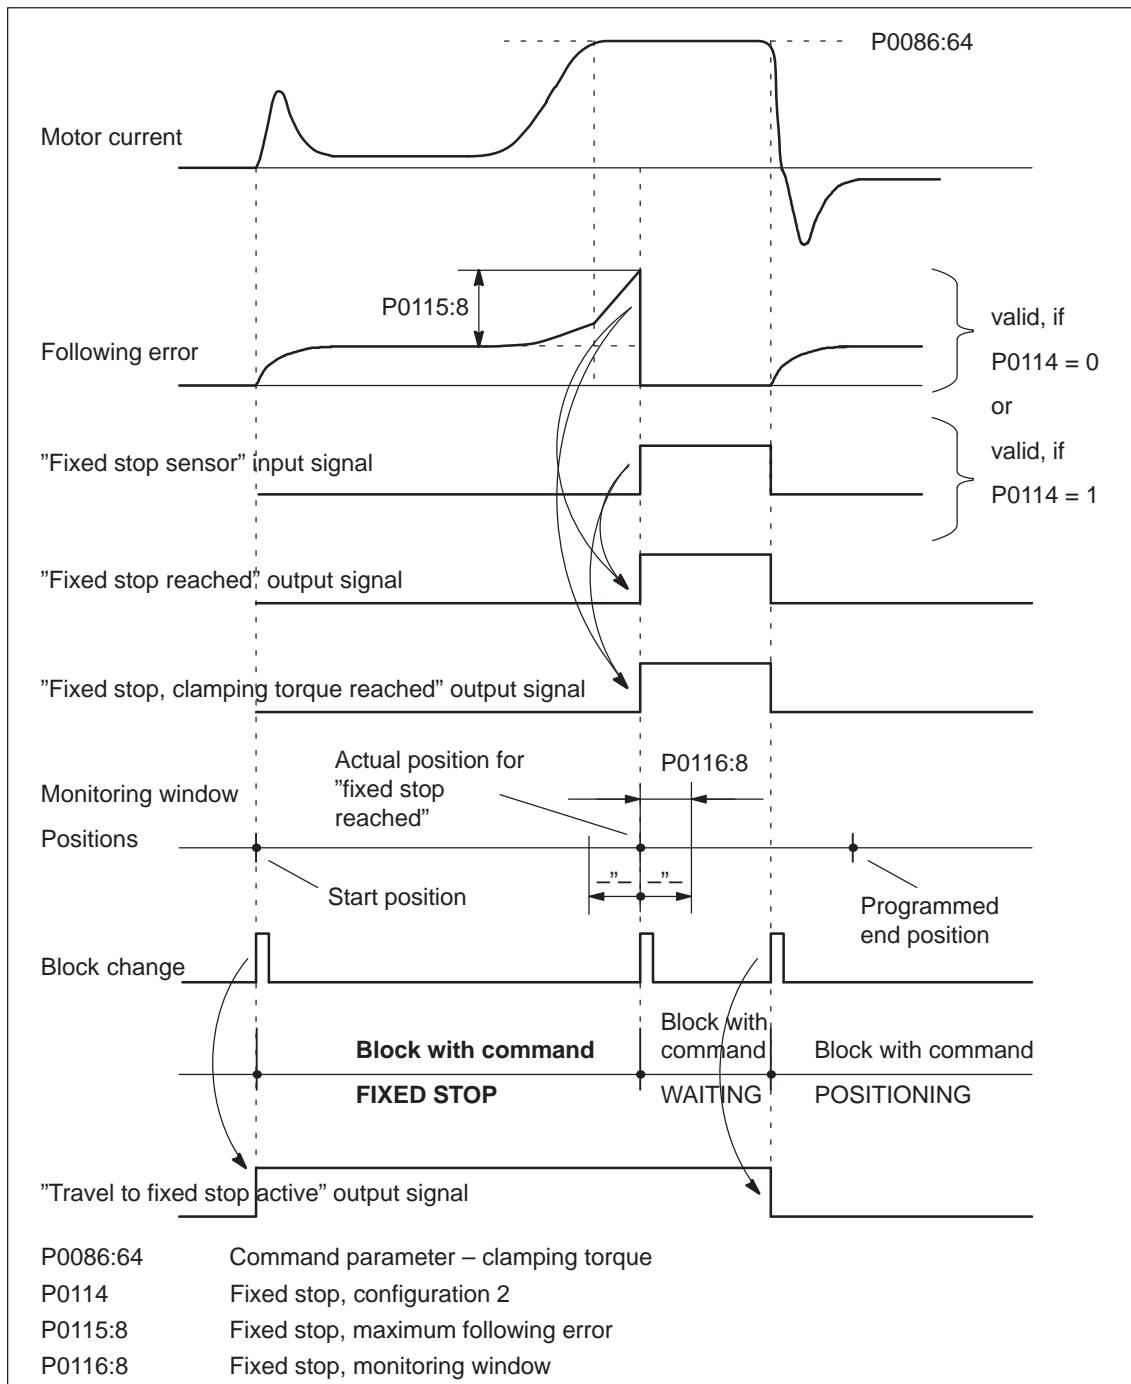 P0086:64
Motor current
P0115:8
valid, if
Following error
P0114 = 0
or
valid, if
”Fixed stop sensor” input signal
P0114 = 1
”Fixed stop reached” output signal
”Fixed stop, clamping torque reached” output signal
Actual position for
”fixed stop
reached”
P0116:8
Monitoring window
Positions
_”_ _”_
Start position
Programmed
end position
Block change
Block with command
FIXED STOP
Block with
command
WAITING
Block with command
POSITIONING
”Travel to fixed stop active” output signal
P0086:64 Command parameter – clamping torque
P0114 Fixed stop, configuration 2
P0115:8 Fixed stop, maximum following error
P0116:8 Fixed stop, monitoring window